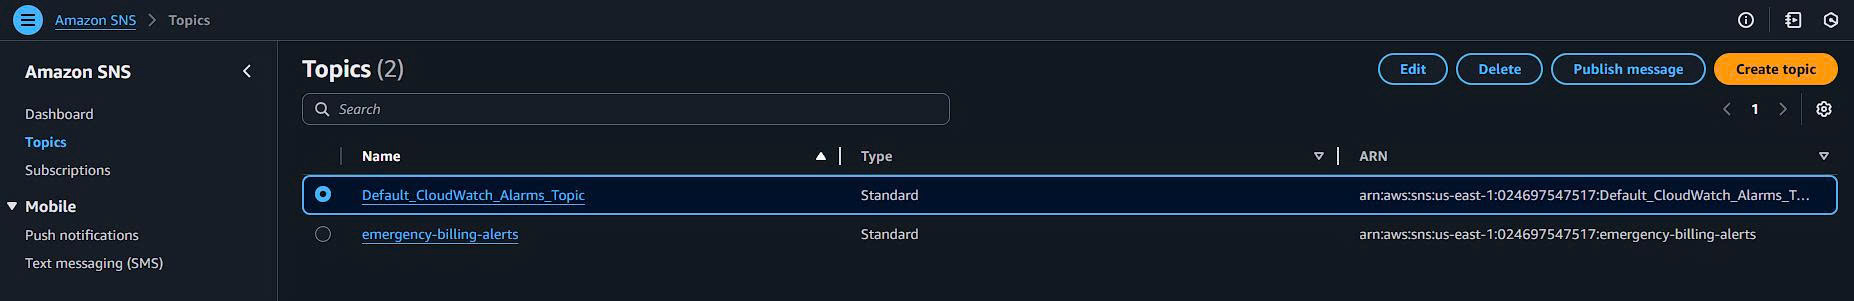 Amazon SNS > Topics
Amazon SNS
Dashboard
Topics
Subscriptions
Mobile
Push notifications
Text messaging (SMS)
Topics (2)
Edit Delete Publish message Create topic
Search
1
Name Type ARN
Default_CloudWatch_Alarms_Topic Standard arn:aws:sns:us-east-1:024697547517:Default_CloudWatch_Alarms_T...
emergency-billing-alerts Standard arn:aws:sns:us-east-1:024697547517:emergency-billing-alerts